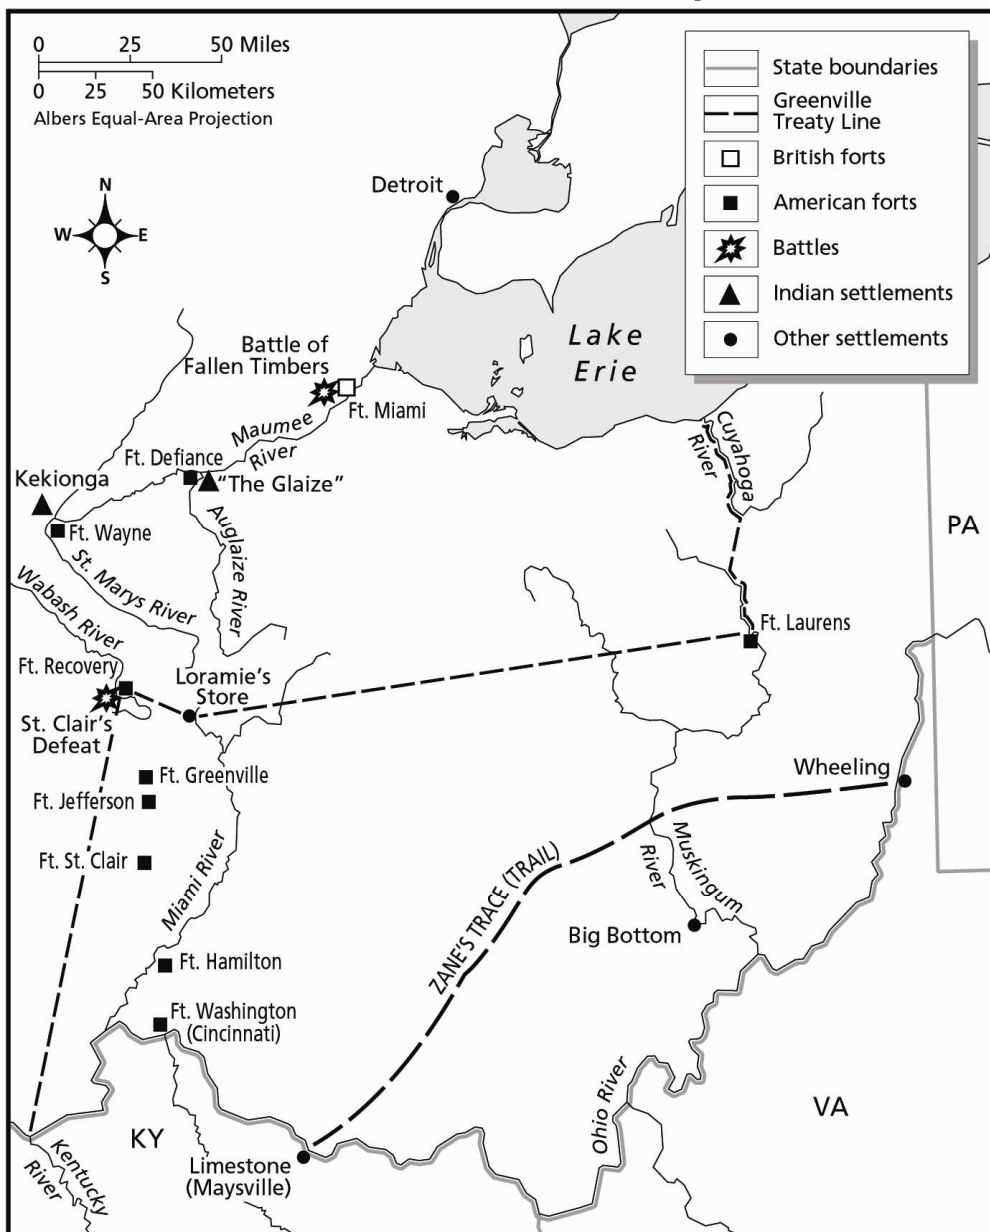 0 25 50 Miles
0 25 50 Kilometers
Albers Equal-Area Projection
N
W E
S
State boundaries
Greenville
Treaty Line
British forts
American forts
Battles
Indian settlements
Other settlements
Detroit
Lake
Erie
Battle of
Fallen Timbers
Ft. Miami
Maumee
River
Cuyahoga
River
Ft. Defiance
"The Glaize"
Kekionga
Ft. Wayne
Auglaize River
St. Marys River
Wabash River
PA
Ft. Laurens
Ft. Recovery
Loramie's
Store
St. Clair's
Defeat
Ft. Greenville
Ft. Jefferson
Ft. St. Clair
Wheeling
Miami River
Muskingum
River
ZANE'S TRACE (TRAIL)
Big Bottom
Ft. Hamilton
Ft. Washington
(Cincinnati)
Ohio River
VA
KY
Kentucky
River
Limestone
(Maysville)